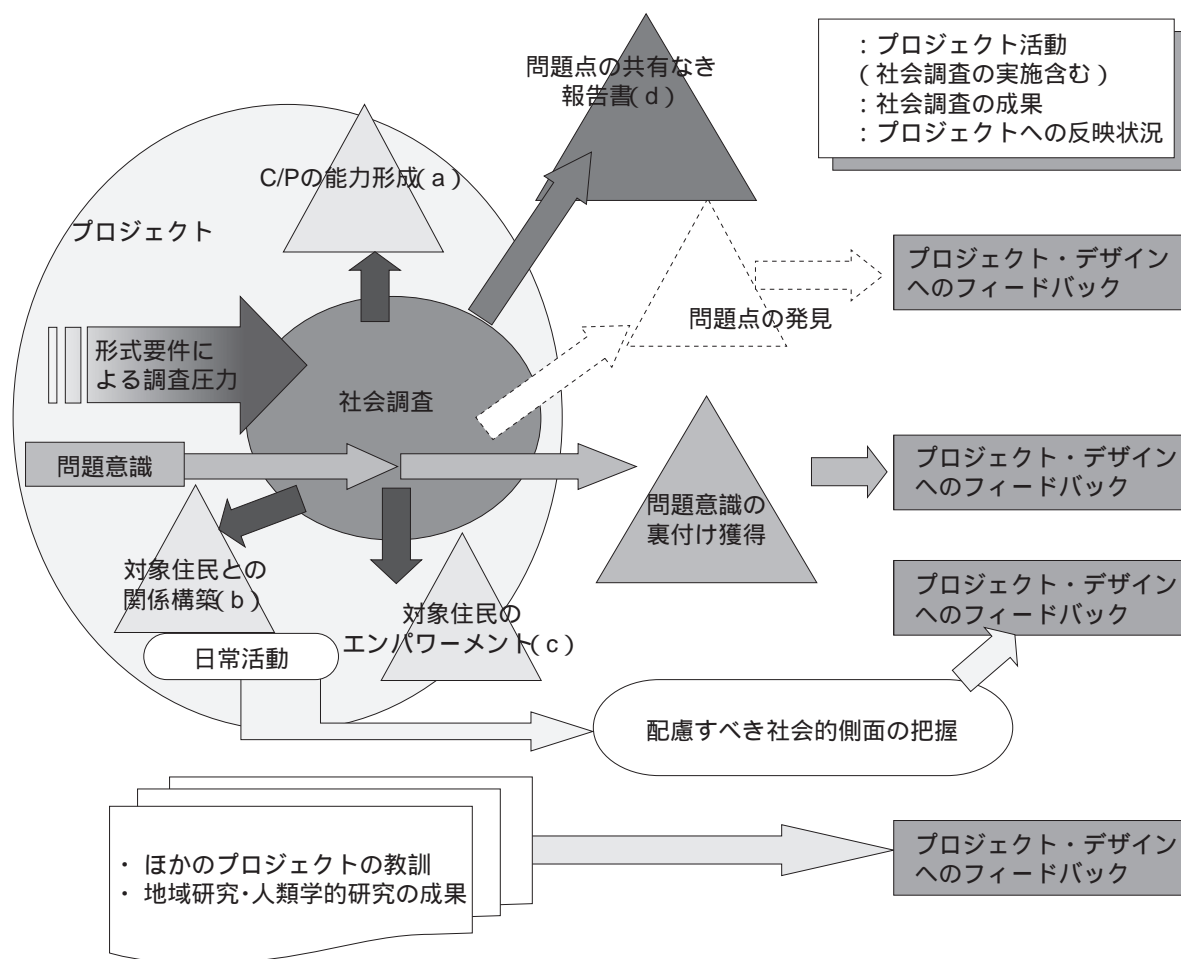 問題点の共有なき
報告書(d)
：プロジェクト活動
(社会調査の実施含む)
：社会調査の成果
：プロジェクトへの反映状況
C/Pの能力形成(a)
プロジェクト
プロジェクト・デザイン
へのフィードバック
問題点の発見
形式要件に
よる調査圧力
社会調査
問題意識
プロジェクト・デザイン
へのフィードバック
問題意識の
裏付け獲得
対象住民との
関係構築(b)
対象住民の
エンパワーメント(c)
プロジェクト・デザイン
へのフィードバック
日常活動
配慮すべき社会的側面の把握
・ ほかのプロジェクトの教訓
・ 地域研究・人類学的研究の成果
プロジェクト・デザイン
へのフィードバック